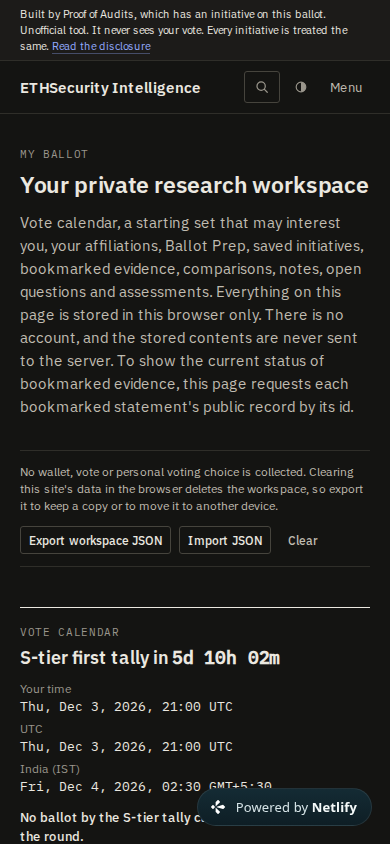 Built by Proof of Audits, which has an initiative on this ballot.
Unofficial tool. It never sees your vote. Every initiative is treated the
same. Read the disclosure
ETHSecurity Intelligence
Menu
MY BALLOT
Your private research workspace
Vote calendar, a starting set that may interest
you, your affiliations, Ballot Prep, saved initiatives,
bookmarked evidence, comparisons, notes, open
questions and assessments. Everything on this
page is stored in this browser only. There is no
account, and the stored contents are never sent
to the server. To show the current status of
bookmarked evidence, this page requests each
bookmarked statement's public record by its id.
No wallet, vote or personal voting choice is collected. Clearing
this site's data in the browser deletes the workspace, so export
it to keep a copy or to move it to another device.
Export workspace JSON
Import JSON
Clear
VOTE CALENDAR
S-tier first tally in 5d 10h 02m
Your time
Thu, Dec 3, 2026, 21:00 UTC
UTC
Thu, Dec 3, 2026, 21:00 UTC
India (IST)
Fri, Dec 4, 2026, 02:30 GMT+5:30
No ballot by the S-tier tally
the round.
Powered by Netlify